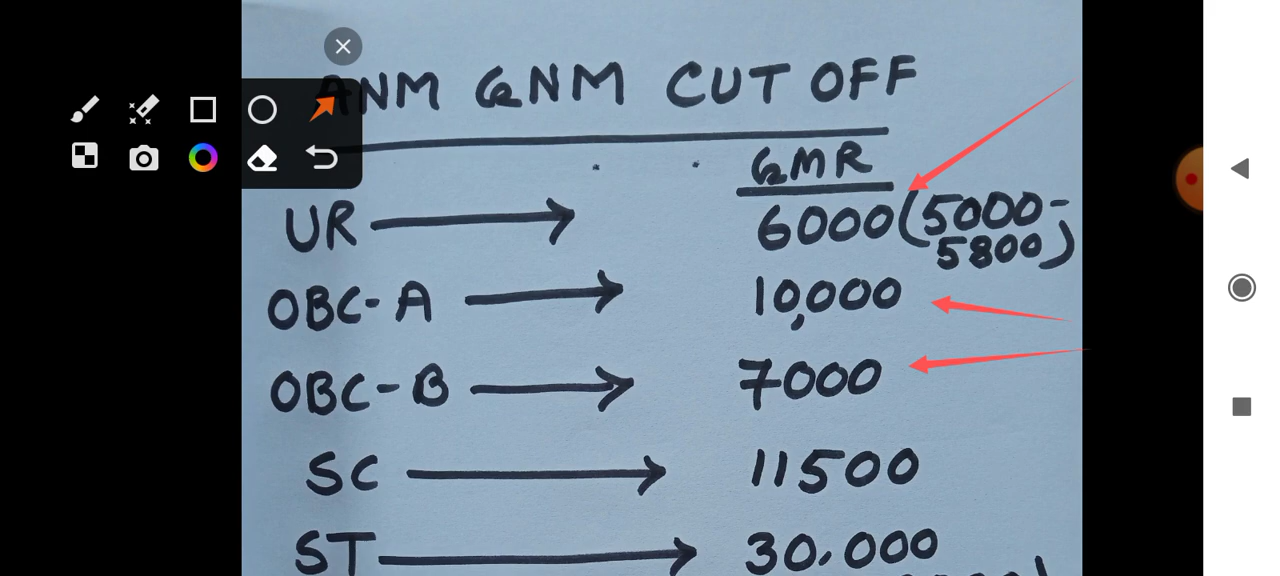 ANM GNM CUT OFF
GMR
UR → 6000 (5000-
5800)
OBC-A → 10,000
OBC-B → 7000
SC → 11500
ST → 30.000